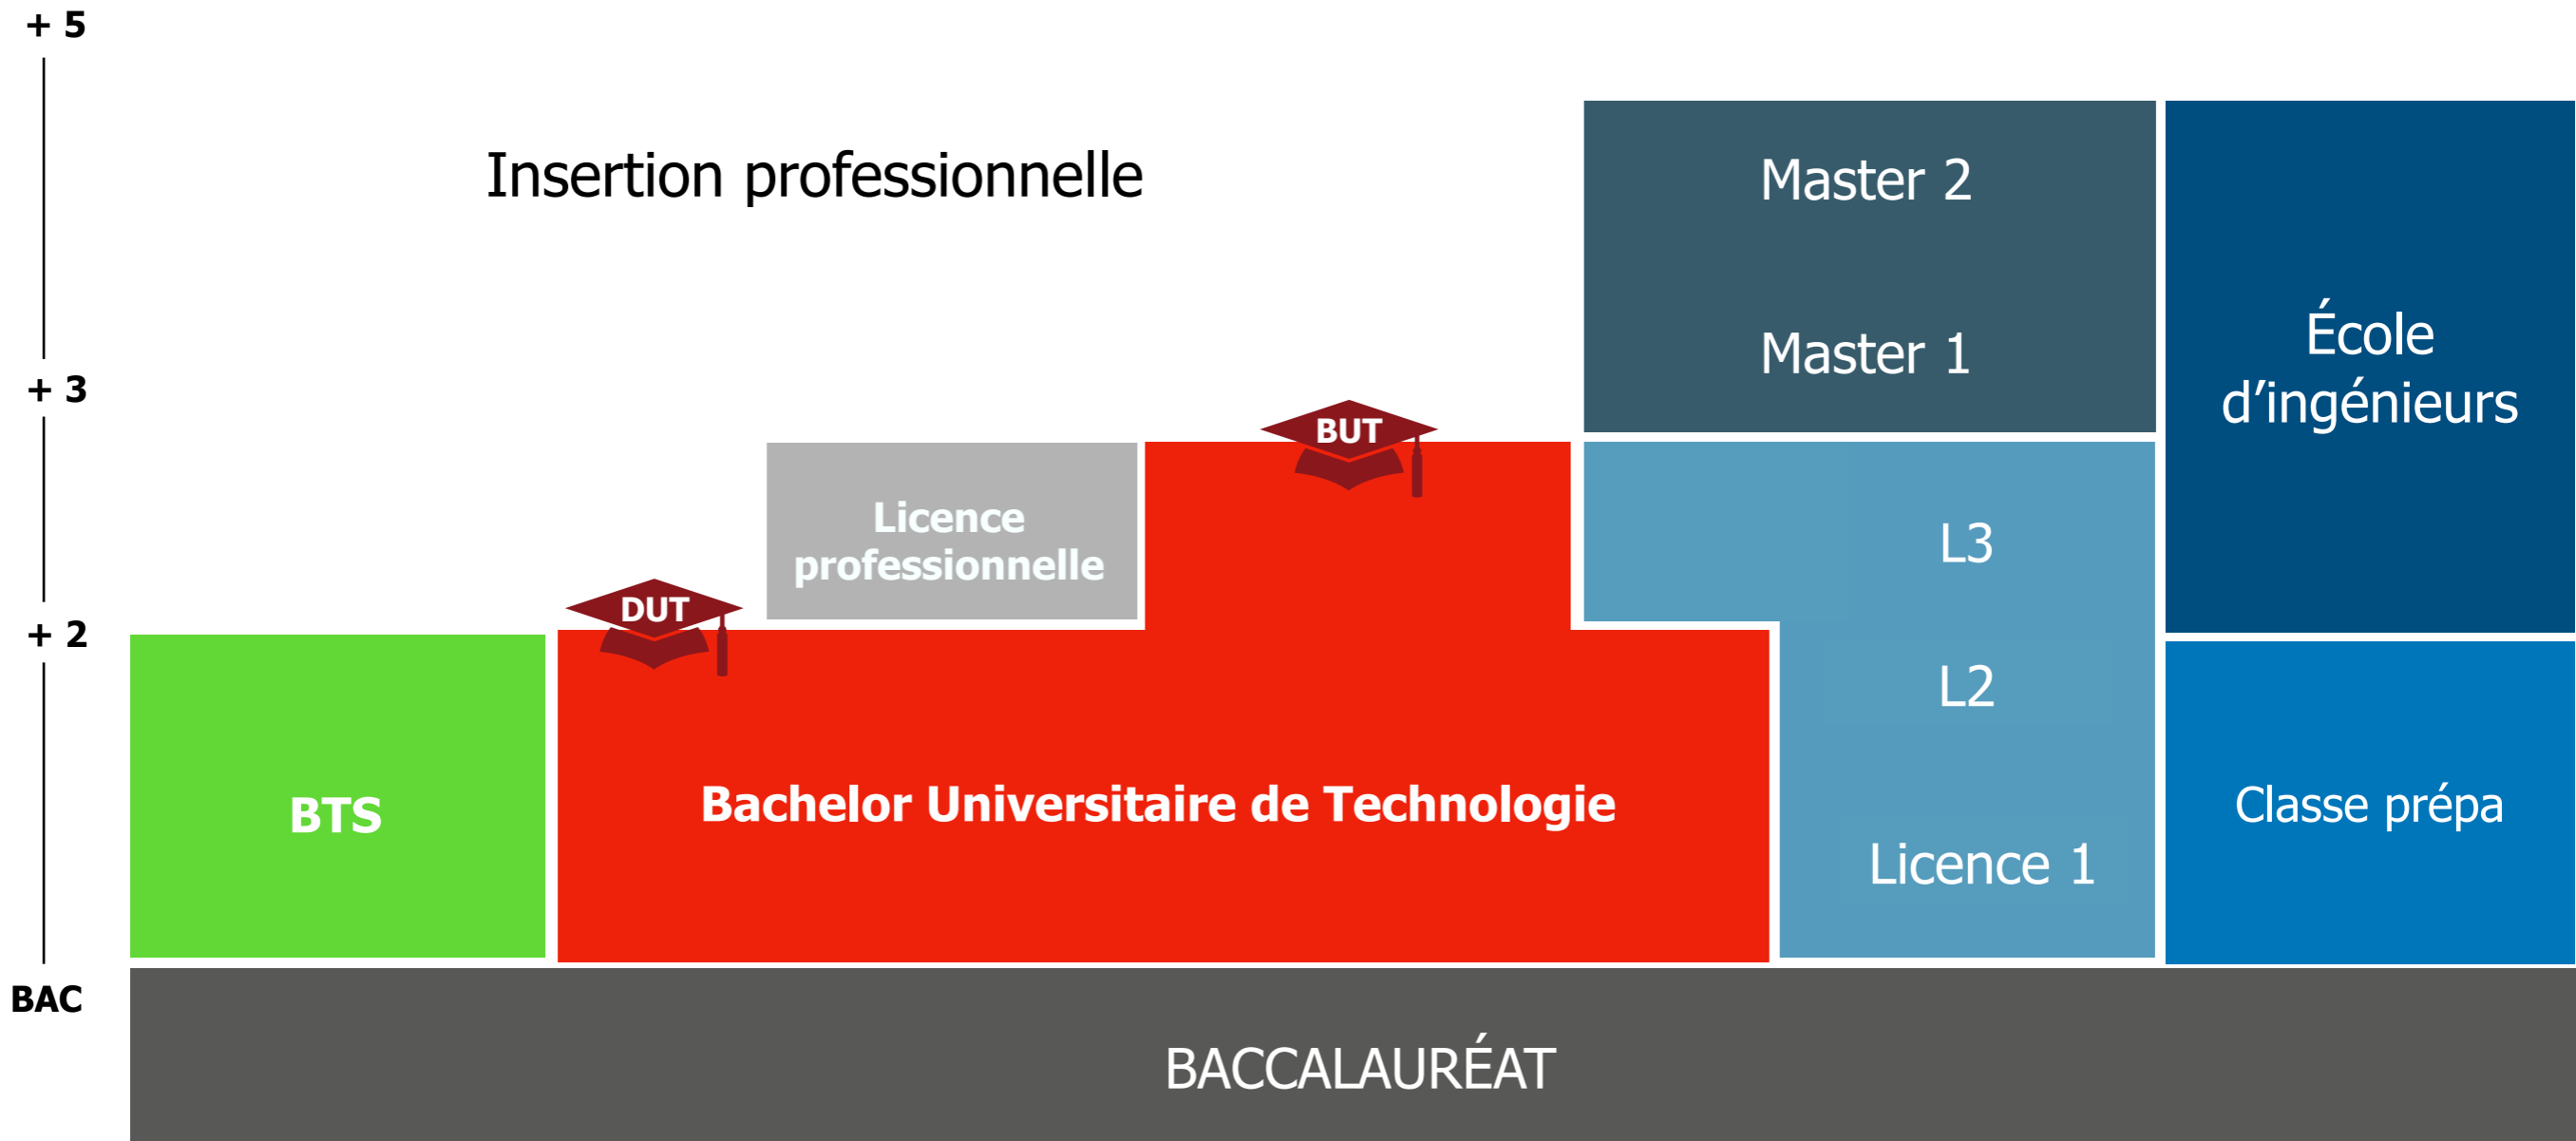 + 5
Insertion professionnelle
Master 2
Master 1
École
d’ingénieurs
+ 3
BUT
Licence
professionnelle
L3
DUT
+ 2
L2
BTS
Bachelor Universitaire de Technologie
Classe prépa
Licence 1
BAC
BACCALAURÉAT